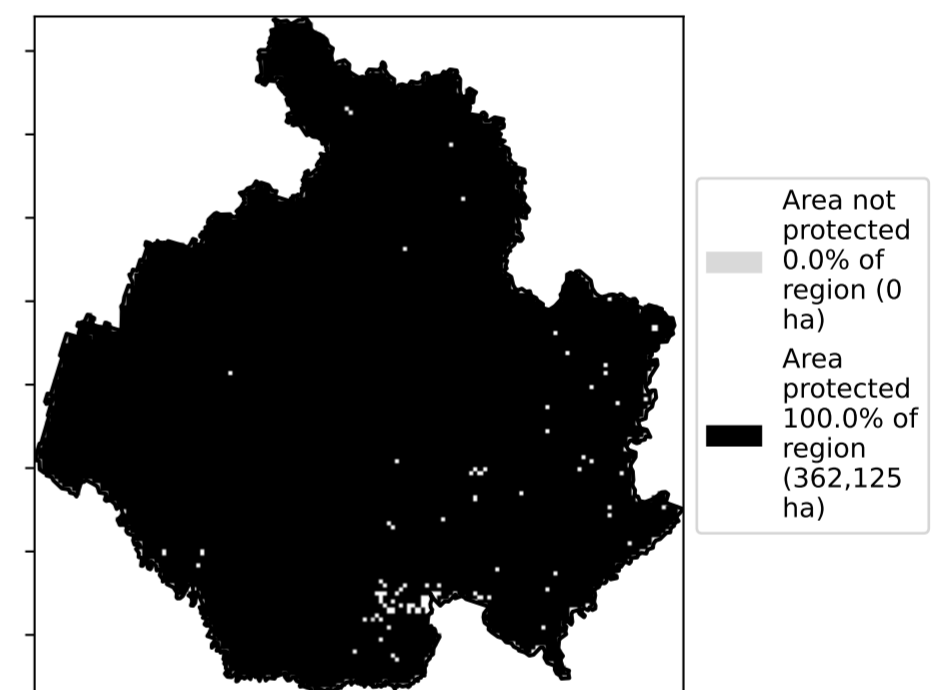 Area not
protected
0.0% of
region (0
ha)
Area
protected
100.0% of
region
(362,125
ha)